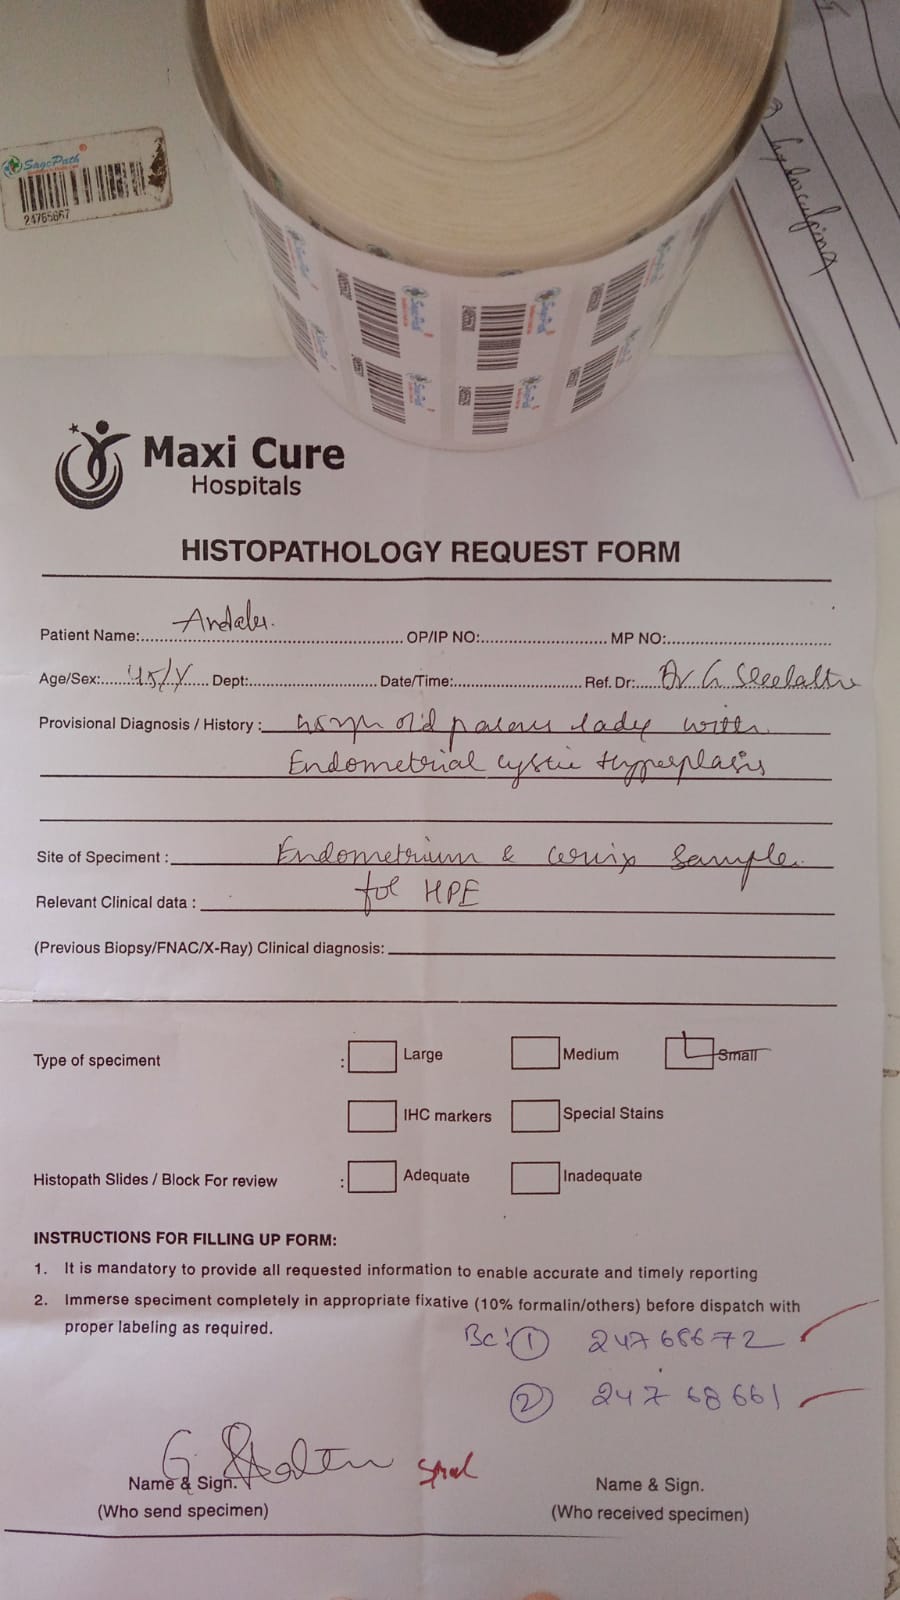 SagePath
24765667
Maxi Cure
Hospitals
HISTOPATHOLOGY REQUEST FORM
Patient Name: Andalu. OP/IP NO: MP NO:
Age/Sex: 45/Y Dept: Date/Time: Ref. Dr: Dr G
Provisional Diagnosis / History : 45yr old parous lady with
Endometrial cystic Hyperplasis
Site of Specimen : Endometrium & cervix sample
for HPE
Relevant Clinical data :
(Previous Biopsy/FNAC/X-Ray) Clinical diagnosis:
Type of speciment : Large Medium Small
IHC markers Special Stains
Histopath Slides / Block For review : Adequate Inadequate
INSTRUCTIONS FOR FILLING UP FORM:
1. It is mandatory to provide all requested information to enable accurate and timely reporting
2. Immerse speciment completely in appropriate fixative (10% formalin/others) before dispatch with
proper labeling as required.
Bc: 1 24768672
2 24768661
Name & Sign. Name & Sign.
(Who send specimen) (Who received specimen)